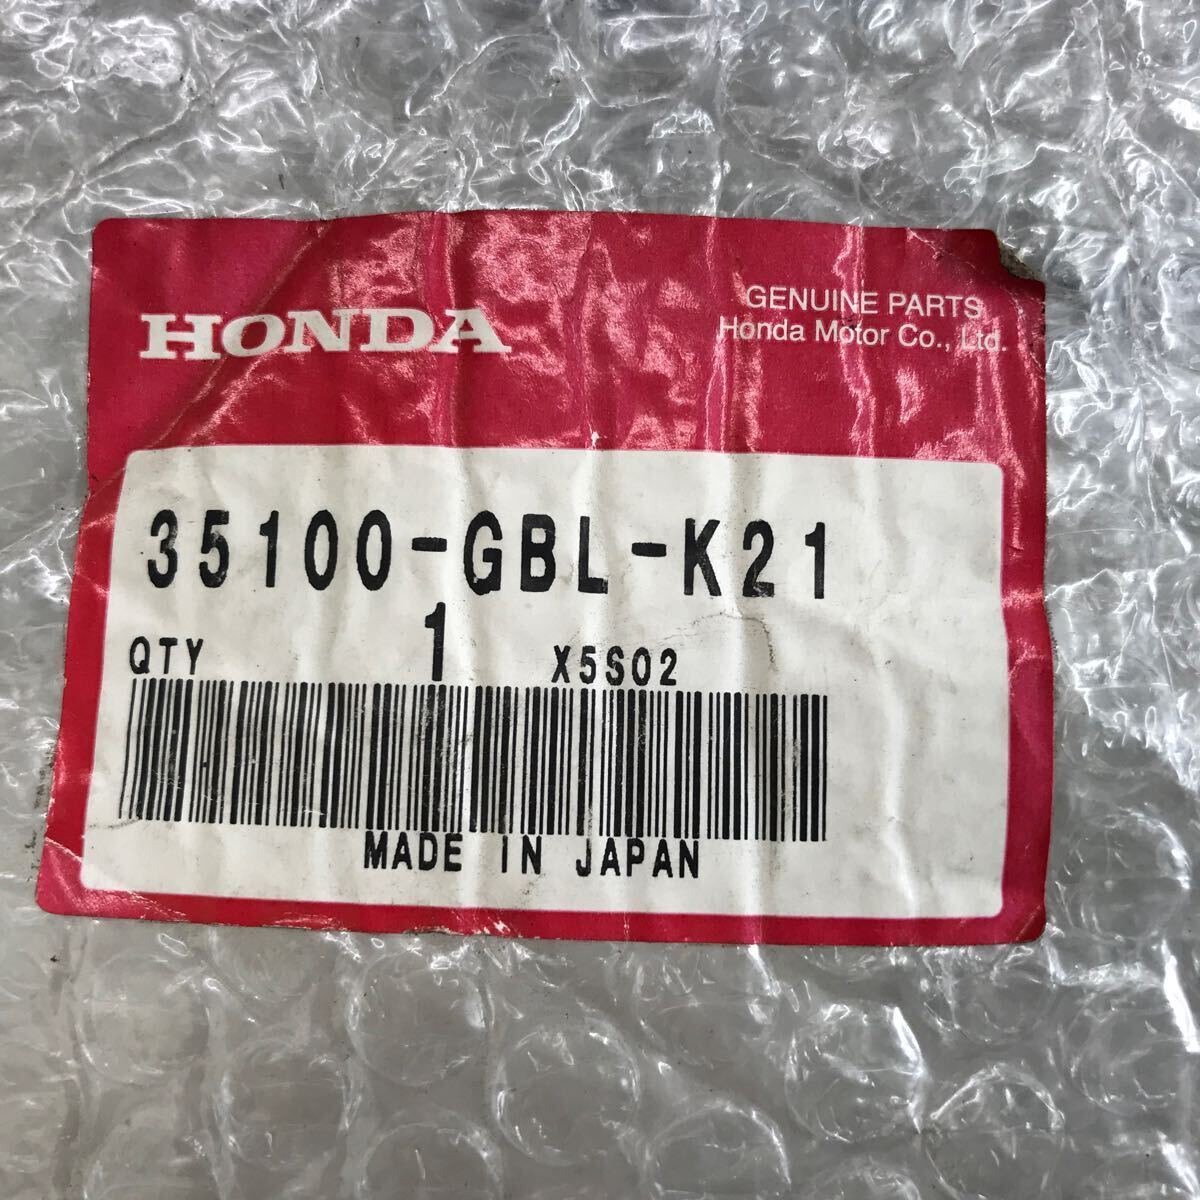 HONDA
GENUINE PARTS
Honda Motor Co., Ltd.
35100-GBL-K21
QTY 1 X5S02
MADE IN JAPAN